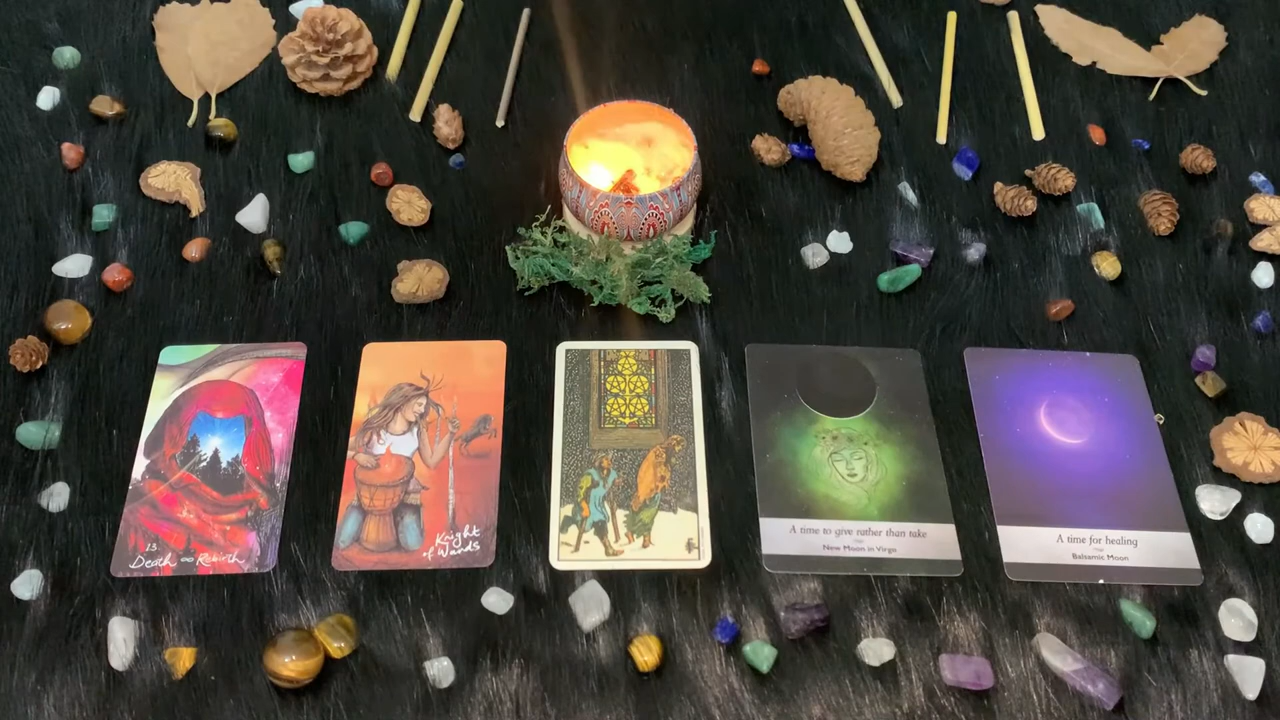 13.
Death ∞ Rebirth
Knight
of Wands
A time to give rather than take
New Moon in Virgo
A time for healing
Balsamic Moon